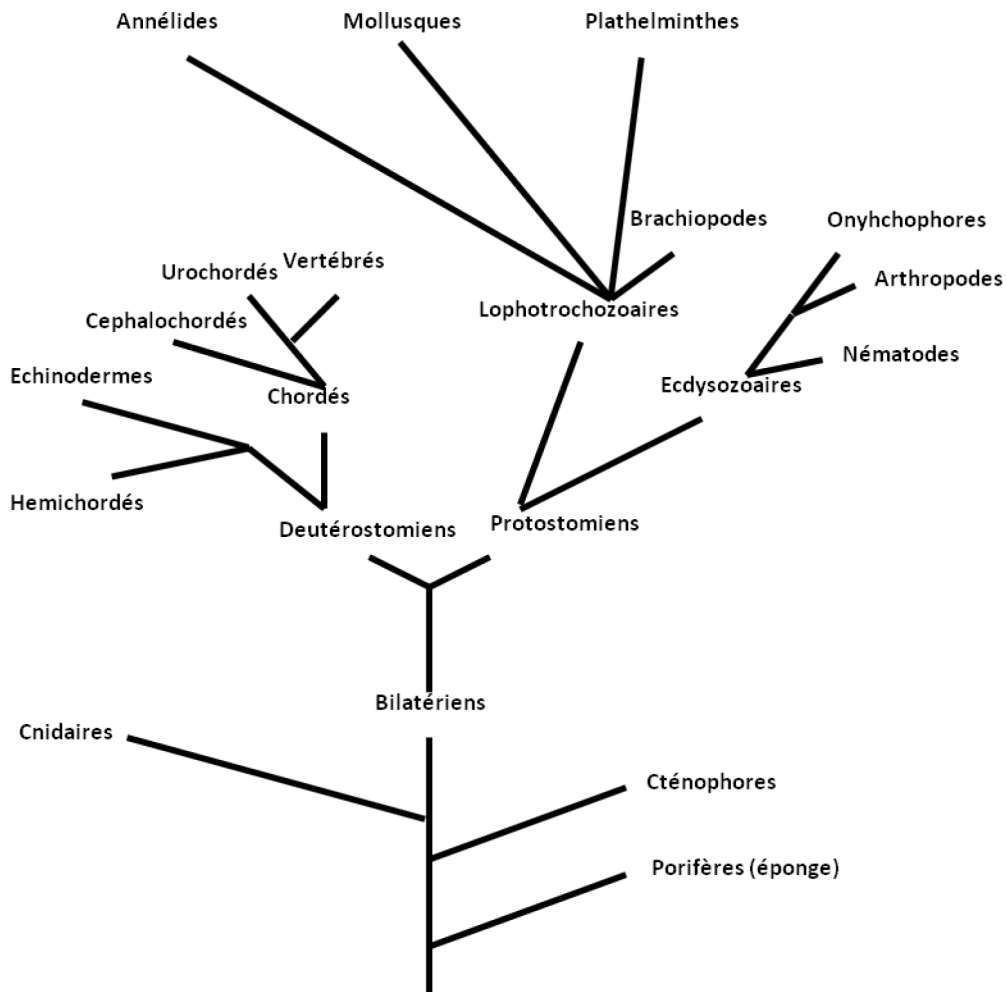 Annélides
Mollusques
Plathelminthes
Brachiopodes
Onyhchophores
Urochordés
Vertébrés
Arthropodes
Cephalochordés
Lophotrochozoaires
Echinodermes
Chordés
Ecdysozoaires
Nématodes
Hemichordés
Deutérostomiens
Protostomiens
Bilatériens
Cnidaires
Cténophores
Porifères (éponge)